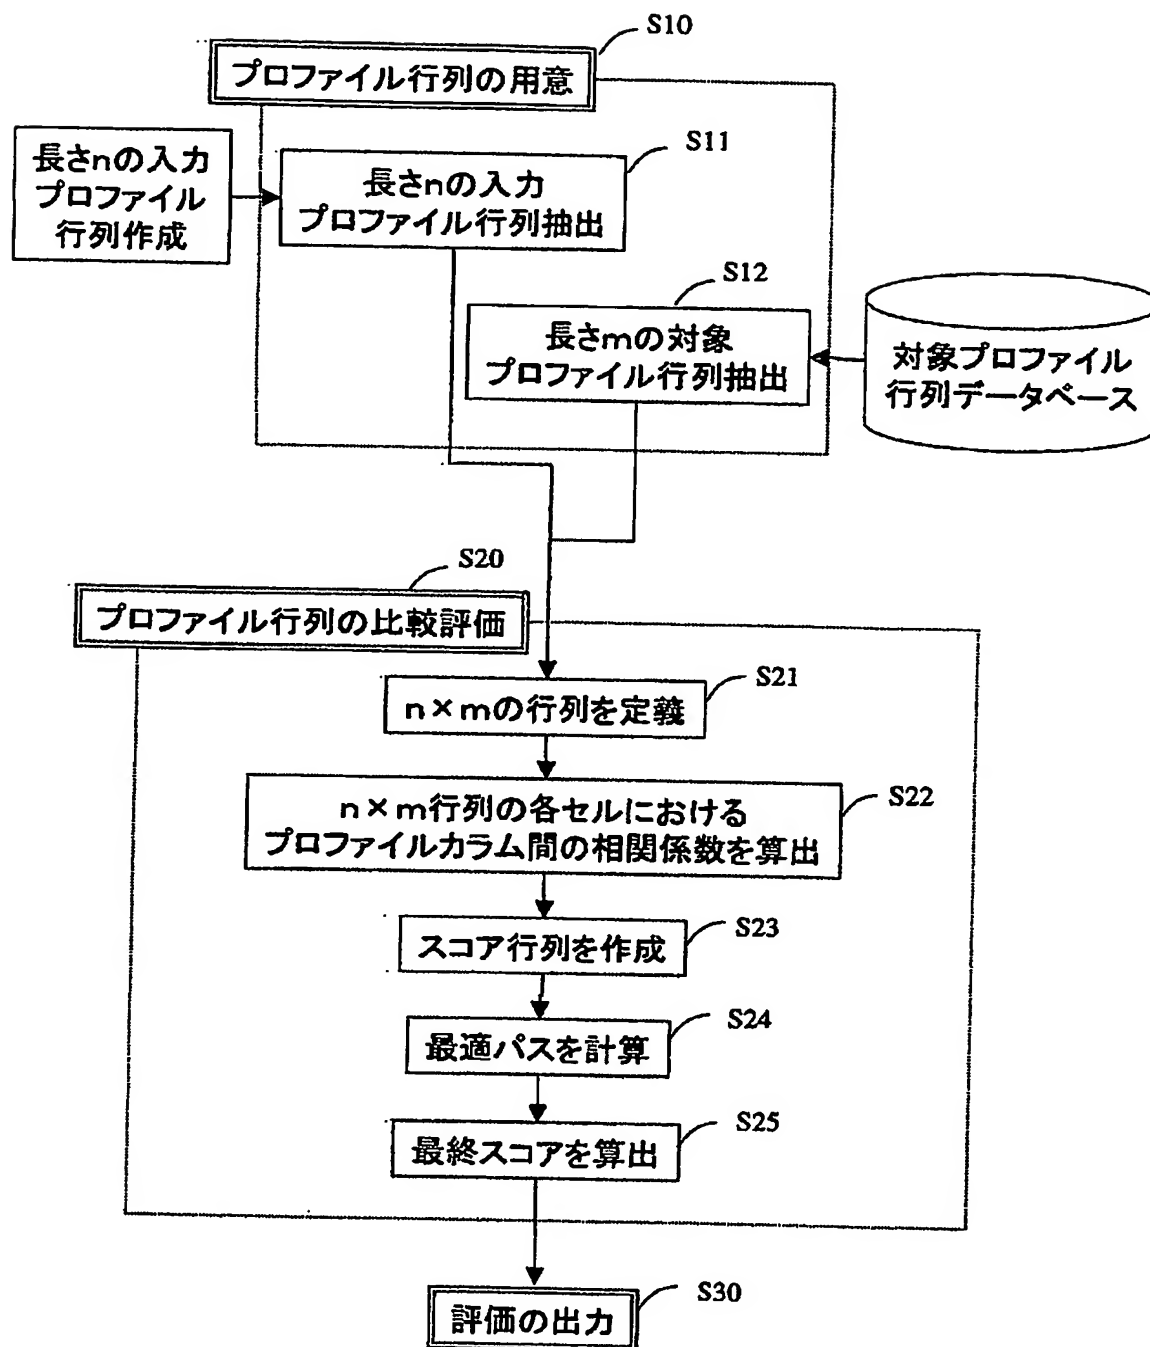 S10
プロファイル行列の用意
長さnの入力
プロファイル
行列作成
S11
長さnの入力
プロファイル行列抽出
S12
長さmの対象
プロファイル行列抽出
対象プロファイル
行列データベース
S20
プロファイル行列の比較評価
S21
n×mの行列を定義
S22
n×m行列の各セルにおける
プロファイルカラム間の相関係数を算出
S23
スコア行列を作成
S24
最適パスを計算
S25
最終スコアを算出
S30
評価の出力